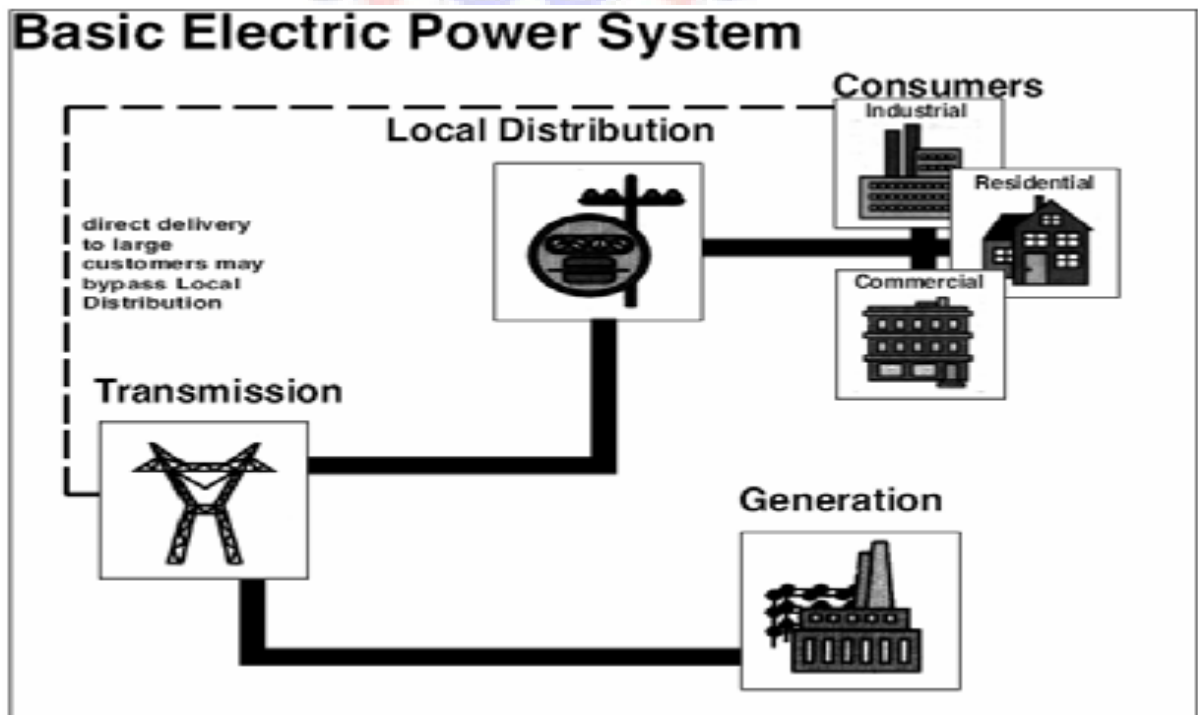 Basic Electric Power System
Consumers
Industrial
Local Distribution
Residential
direct delivery
to large
customers may
bypass Local
Distribution
Commercial
Transmission
Generation